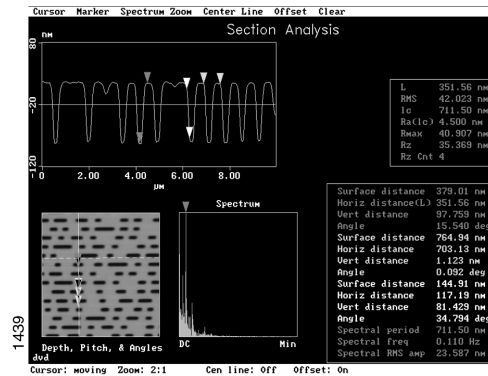 Cursor Marker Spectrum Zoom Center Line Offset Clear
Section Analysis
nm
80
-20
-120
0 2.00 4.00 6.00 8.00
µm
L 351.56 nm
RMS 42.023 nm
lc 711.50 nm
Ra(lc) 4.500 nm
Rmax 40.907 nm
Rz 35.369 nm
Rz Cnt 4
Spectrum
DC Min
Surface distance 379.01 nm
Horiz distance(L) 351.56 nm
Vert distance 97.759 nm
Angle 15.540 deg
Surface distance 764.94 nm
Horiz distance 703.13 nm
Vert distance 1.123 nm
Angle 0.092 deg
Surface distance 144.91 nm
Horiz distance 117.19 nm
Vert distance 81.429 nm
Angle 34.794 deg
Spectral period 711.50 nm
Spectral freq 0.110 Hz
Spectral RMS amp 23.587 nm
1439
Depth, Pitch, & Angles
dvd
Cursor: moving Zoom: 2:1 Cen line: Off Offset: On